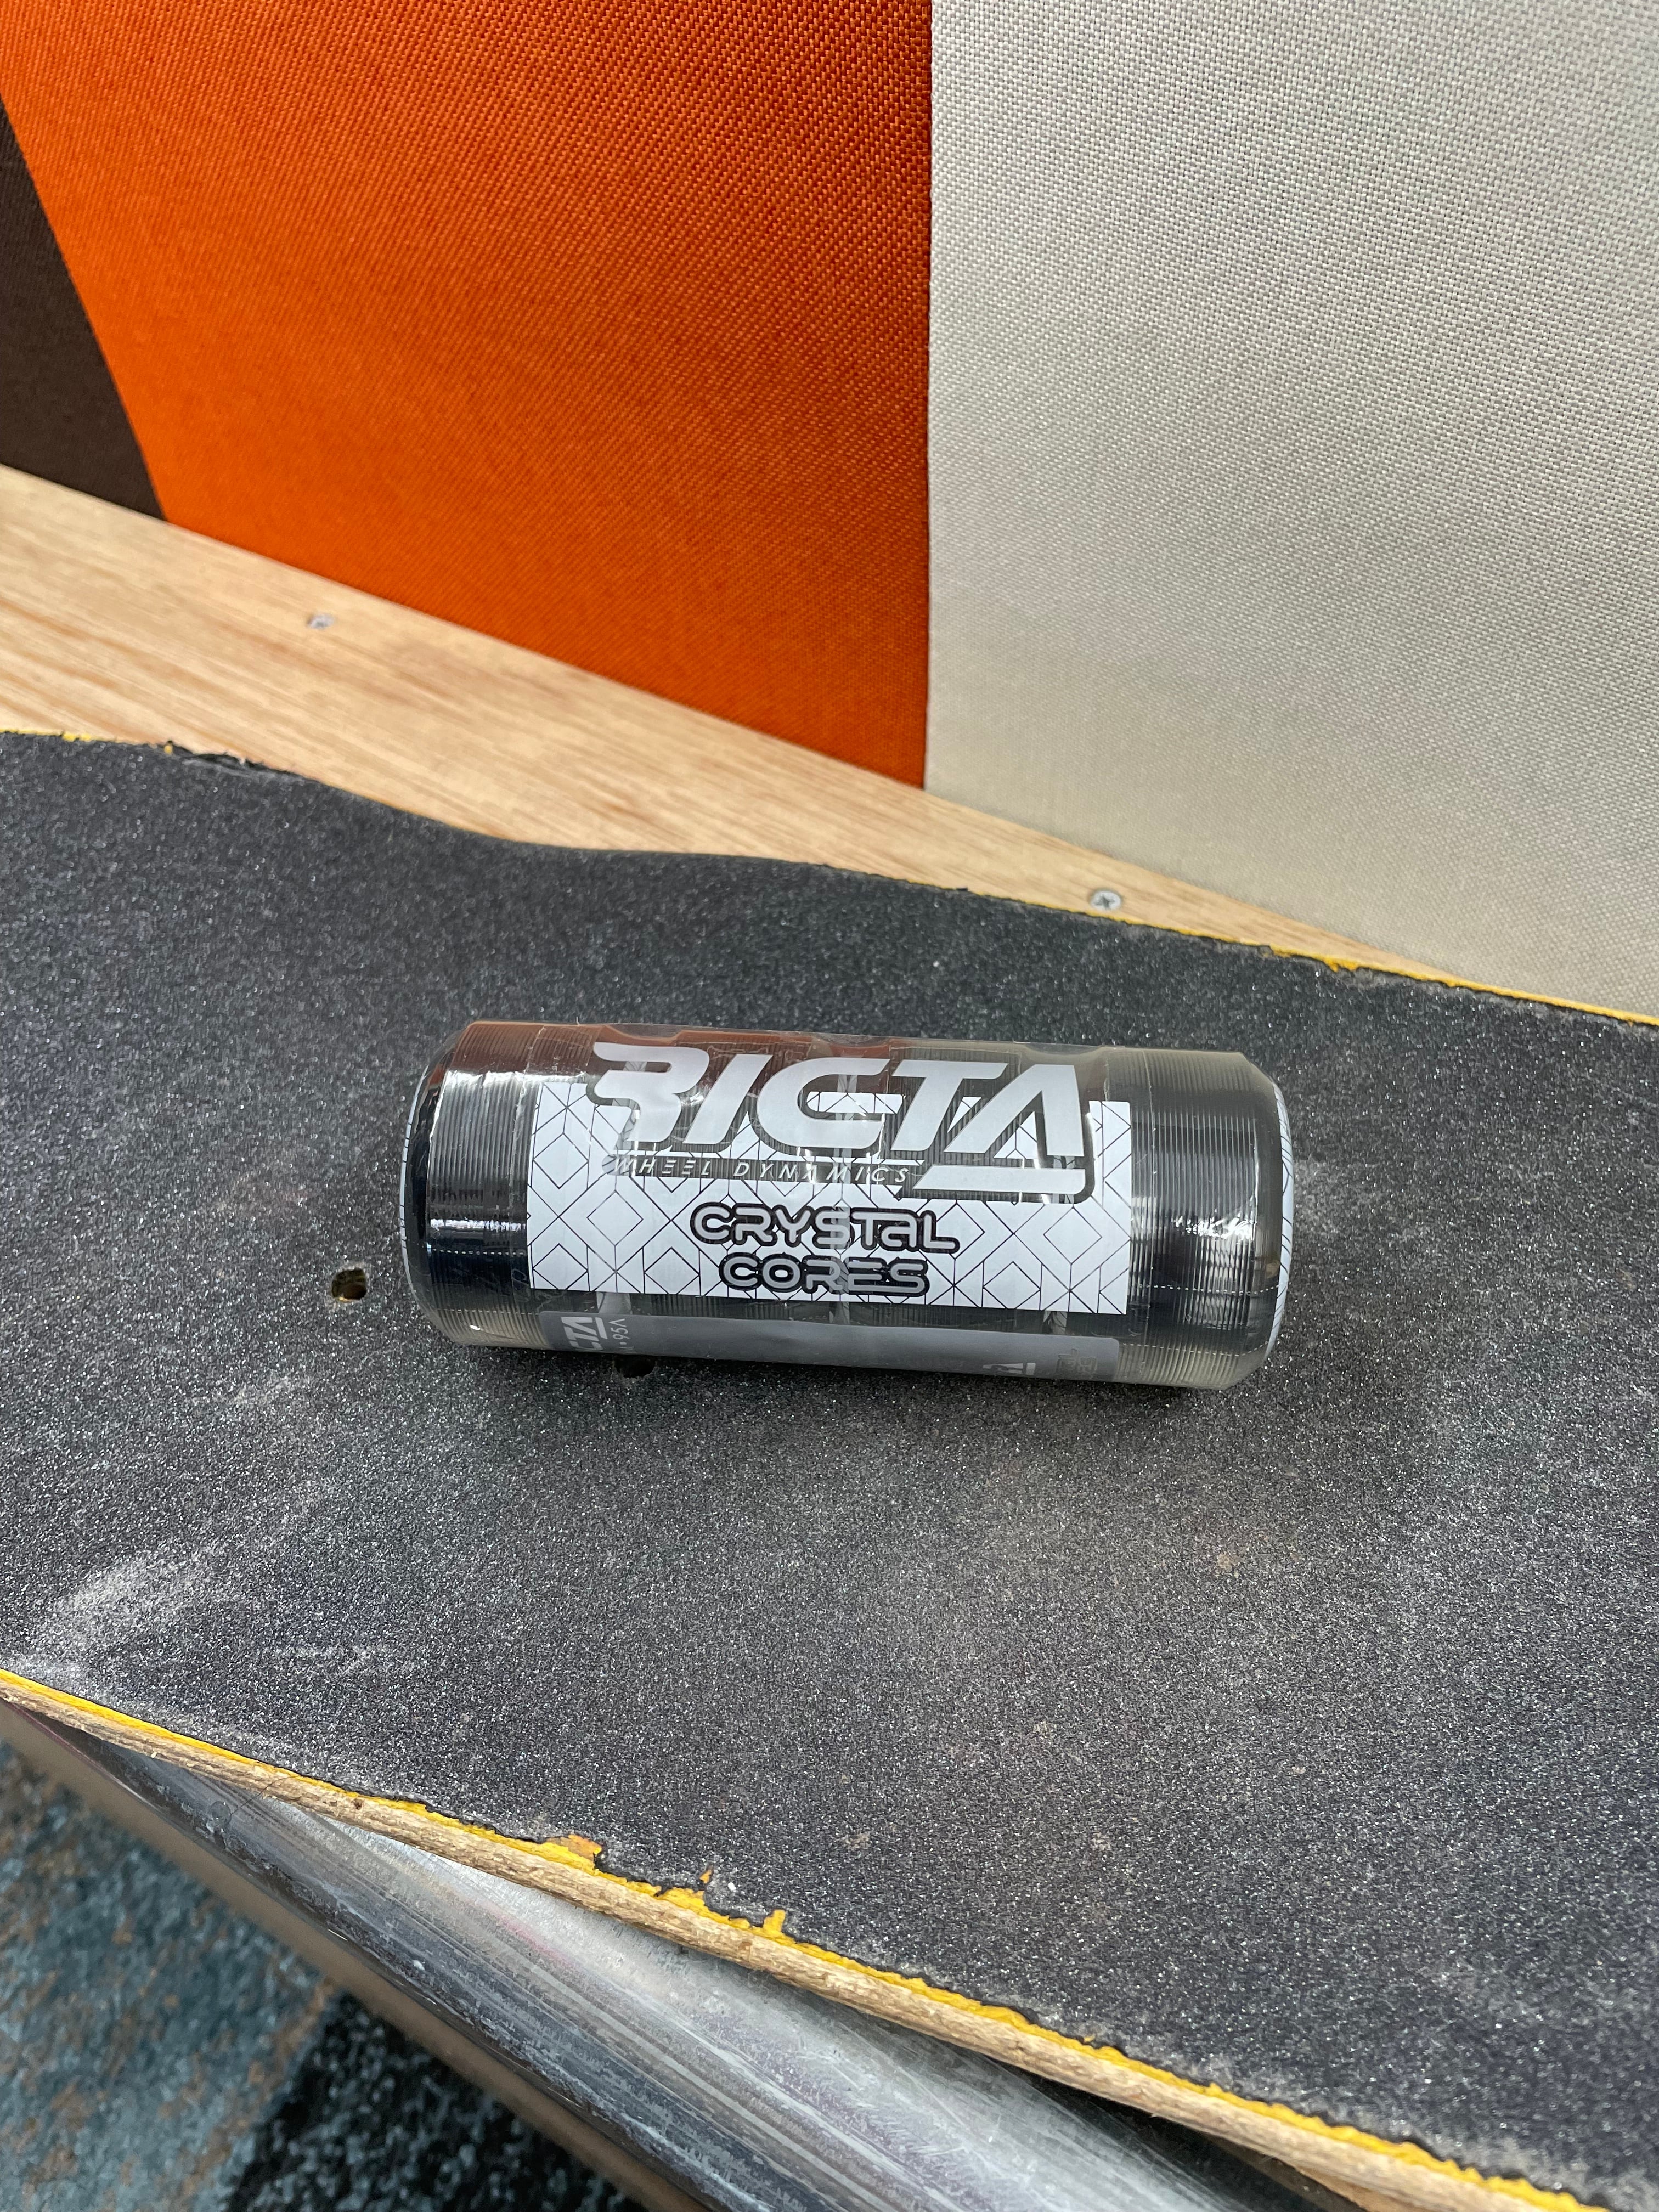 RICTA
WHEEL DYNAMICS
CRYSTAL
CORES